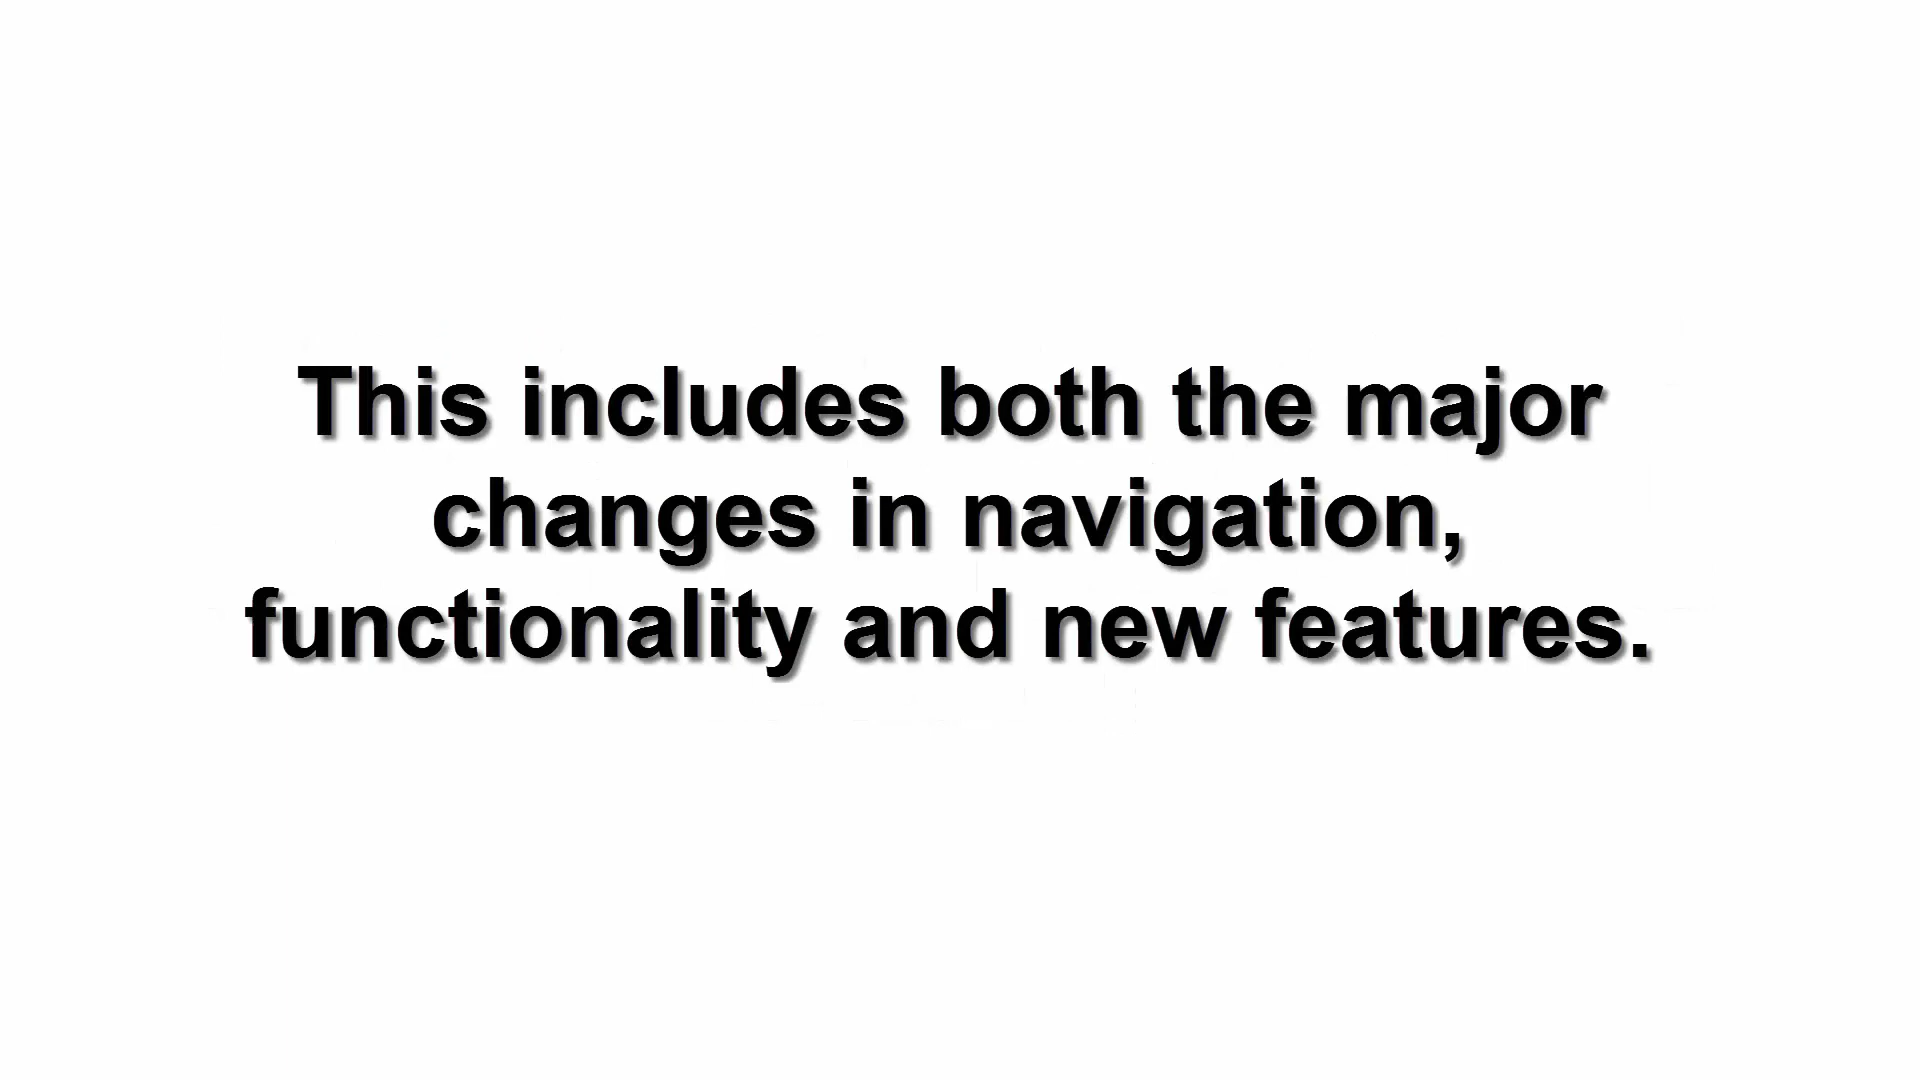 This includes both the major
changes in navigation,
functionality and new features.